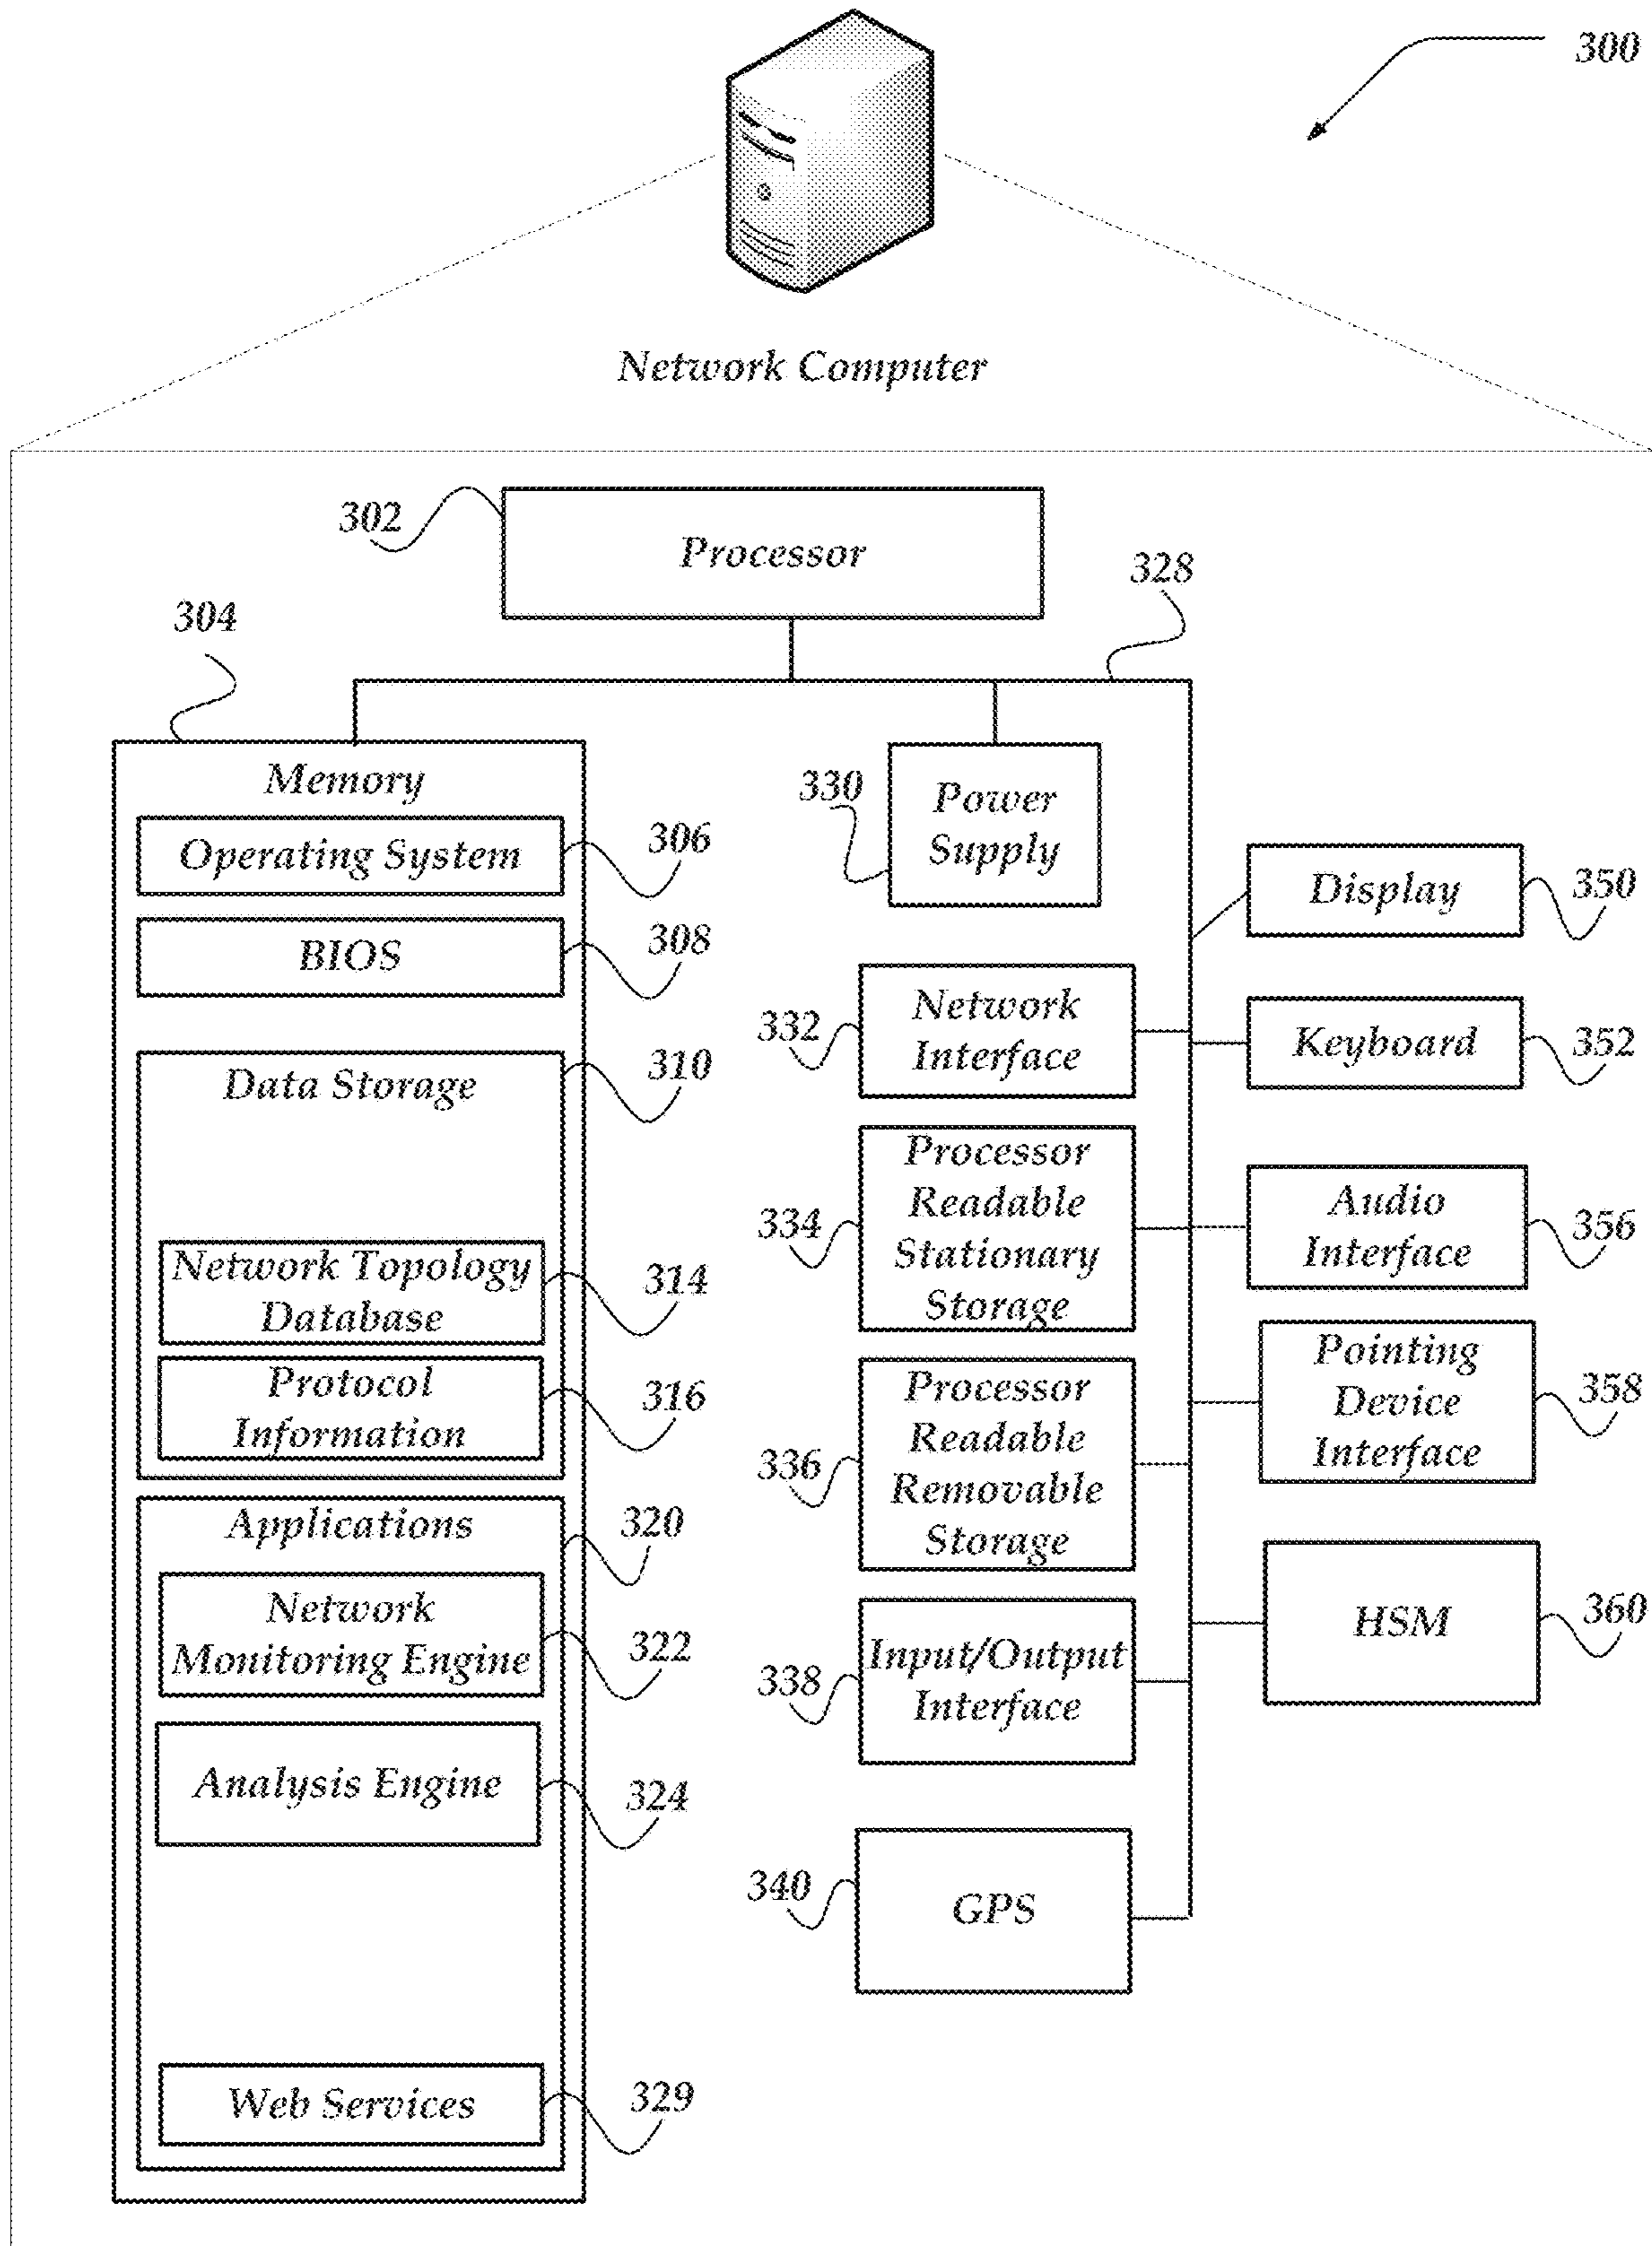 300
Network Computer
302
Processor
328
304
Memory
Operating System
306
BIOS
308
Data Storage
310
Network Topology
Database
314
Protocol
Information
316
Applications
320
Network
Monitoring Engine
322
Analysis Engine
324
Web Services
329
330
Power
Supply
332
Network
Interface
334
Processor
Readable
Stationary
Storage
336
Processor
Readable
Removable
Storage
338
Input/Output
Interface
340
GPS
Display
350
Keyboard
352
Audio
Interface
356
Pointing
Device
Interface
358
HSM
360